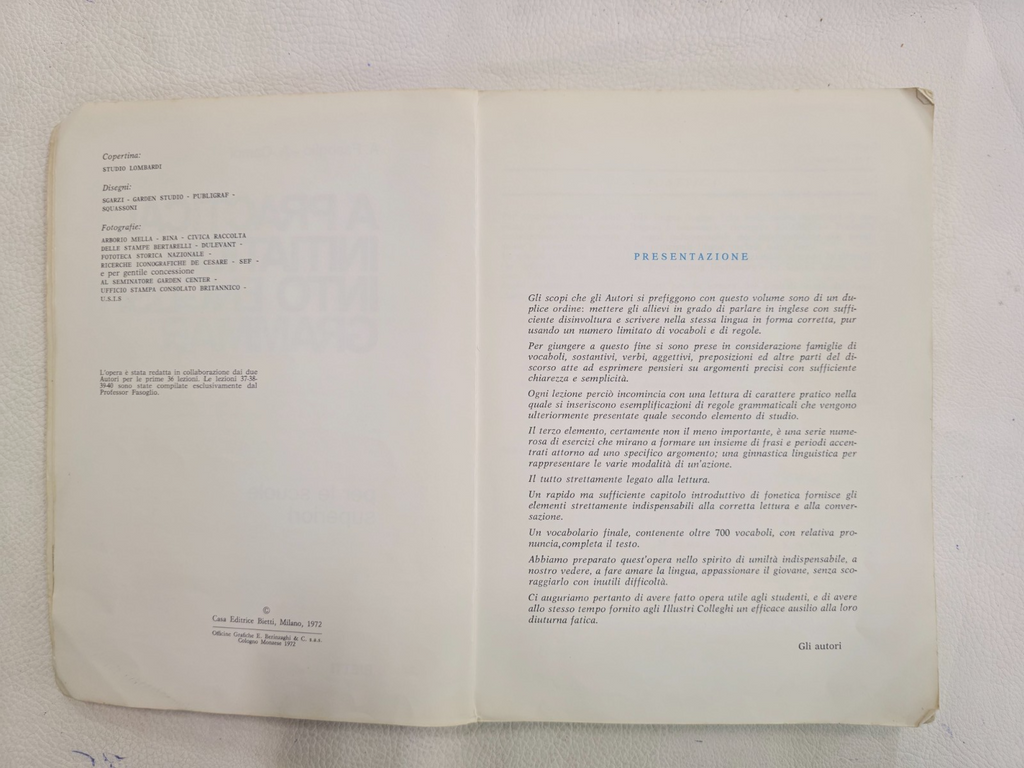 Copertina:
STUDIO LOMBARDI
Disegni:
SGARZI - GARDEN STUDIO - PUBLIGRAF -
SQUASSONI
Fotografie:
ARBORIO MELLA - BINA - CIVICA RACCOLTA
DELLE STAMPE BERTARELLI - DULEVANT -
FOTOTECA STORICA NAZIONALE -
RICERCHE ICONOGRAFICHE DE CESARE - SEF -
e per gentile concessione
AL SEMINATORE GARDEN CENTER -
UFFICIO STAMPA CONSOLATO BRITANNICO -
U.S.I.S
L'opera è stata redatta in collaborazione dai due
Autori per le prime 36 lezioni. Le lezioni 37-38-
39-40 sono state compilate esclusivamente dal
Professor Fasoglio.
©
Casa Editrice Bietti, Milano, 1972
Officine Grafiche E. & C. s.a.s.
Cologno Monzese 1972
PRESENTAZIONE
Gli scopi che gli Autori si prefiggono con questo volume sono di un du-
plice ordine: mettere gli allievi in grado di parlare in inglese con suffi-
ciente disinvoltura e scrivere nella stessa lingua in forma corretta, pur
usando un numero limitato di vocaboli e di regole.
Per giungere a questo fine si sono prese in considerazione famiglie di
vocaboli, sostantivi, verbi, aggettivi, preposizioni ed altre parti del di-
scorso atte ad esprimere pensieri su argomenti precisi con sufficiente
chiarezza e semplicità.
Ogni lezione perciò incomincia con una lettura di carattere pratico nella
quale si inseriscono esemplificazioni di regole grammaticali che vengono
ulteriormente presentate quale secondo elemento di studio.
Il terzo elemento, certamente non il meno importante, è una serie nume-
rosa di esercizi che mirano a formare un insieme di frasi e periodi accen-
trati attorno ad uno specifico argomento; una ginnastica linguistica per
rappresentare le varie modalità di un'azione.
Il tutto strettamente legato alla lettura.
Un rapido ma sufficiente capitolo introduttivo di fonetica fornisce gli
elementi strettamente indispensabili alla corretta lettura e alla conver-
sazione.
Un vocabolario finale, contenente oltre 700 vocaboli, con relativa pro-
nuncia, completa il testo.
Abbiamo preparato quest'opera nello spirito di umiltà indispensabile, a
nostro vedere, a fare amare la lingua, appassionare il giovane, senza sco-
raggiarlo con inutili difficoltà.
Ci auguriamo pertanto di avere fatto opera utile agli studenti, e di avere
allo stesso tempo fornito agli Illustri Colleghi un efficace ausilio alla loro
diuturna fatica.
Gli autori